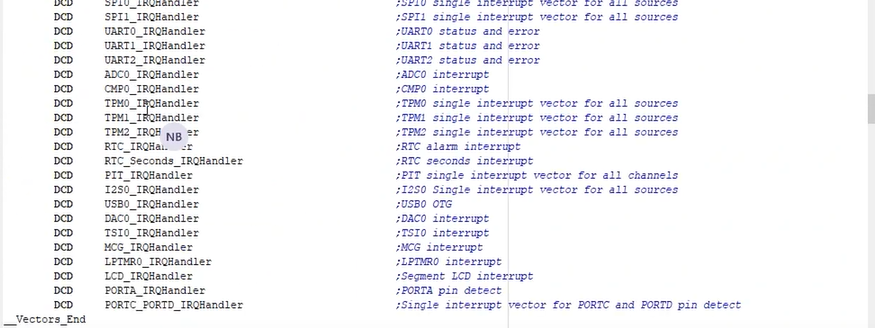 DCD SPI0_IRQHandler ;SPI0 single interrupt vector for all sources
DCD SPI1_IRQHandler ;SPI1 single interrupt vector for all sources
DCD UART0_IRQHandler ;UART0 status and error
DCD UART1_IRQHandler ;UART1 status and error
DCD UART2_IRQHandler ;UART2 status and error
DCD ADC0_IRQHandler ;ADC0 interrupt
DCD CMP0_IRQHandler ;CMP0 interrupt
DCD TPM0_IRQHandler ;TPM0 single interrupt vector for all sources
DCD TPM1_IRQHandler ;TPM1 single interrupt vector for all sources
DCD ;TPM2 single interrupt vector for all sources
NB
DCD ;RTC alarm interrupt
DCD RTC_Seconds_IRQHandler ;RTC seconds interrupt
DCD PIT_IRQHandler ;PIT single interrupt vector for all channels
DCD I2S0_IRQHandler ;I2S0 Single interrupt vector for all sources
DCD USB0_IRQHandler ;USB0 OTG
DCD DAC0_IRQHandler ;DAC0 interrupt
DCD TSI0_IRQHandler ;TSI0 interrupt
DCD MCG_IRQHandler ;MCG interrupt
DCD LPTMR0_IRQHandler ;LPTMR0 interrupt
DCD LCD_IRQHandler ;Segment LCD interrupt
DCD PORTA_IRQHandler ;PORTA pin detect
DCD PORTC_PORTD_IRQHandler ;Single interrupt vector for PORTC and PORTD pin detect
__Vectors_End